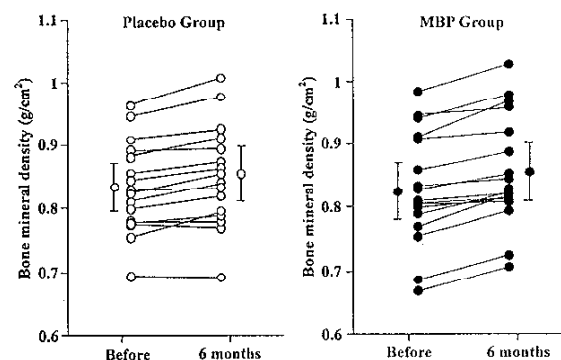 Placebo Group
Bone mineral density (g/cm²)
1.1
1
0.9
0.8
0.7
0.6
Before
6 months
MBP Group
Bone mineral density (g/cm²)
1.1
1
0.9
0.8
0.7
0.6
Before
6 months